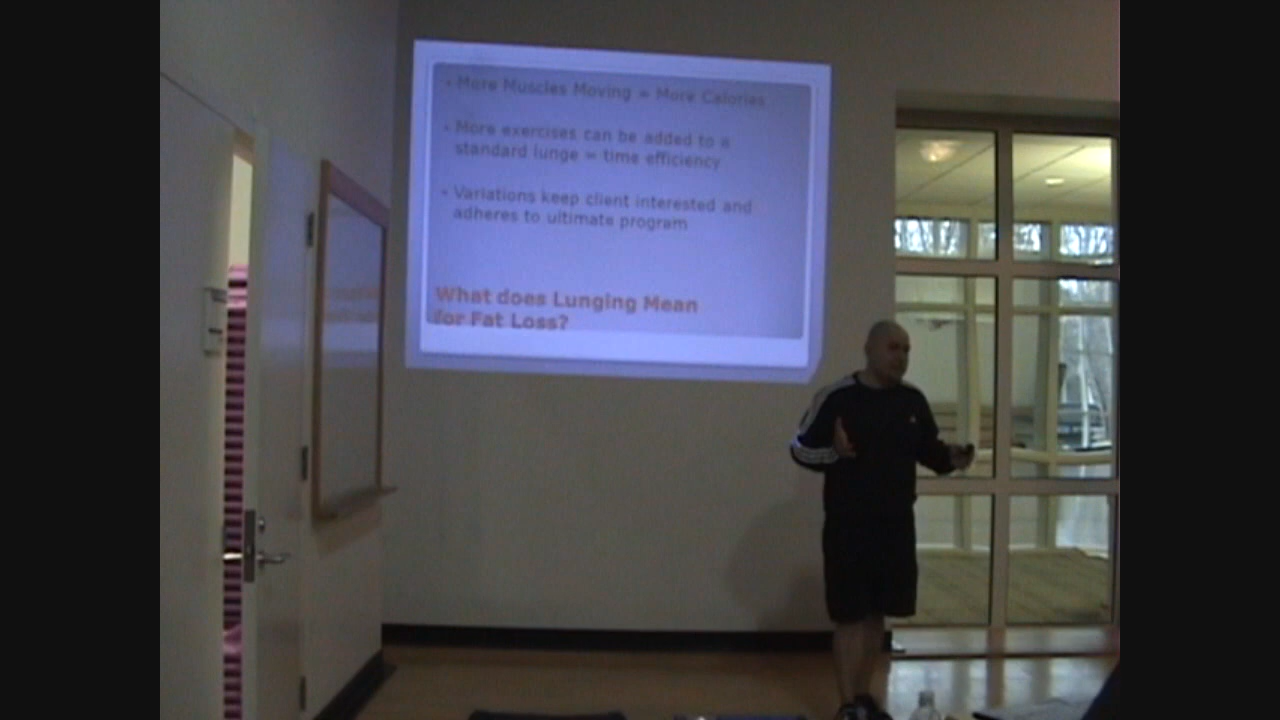 • More Muscles Moving = More Calories
• More exercises can be added to a
standard lunge = time efficiency
• Variations keep client interested and
adheres to ultimate program
What does Lunging Mean
for Fat Loss?